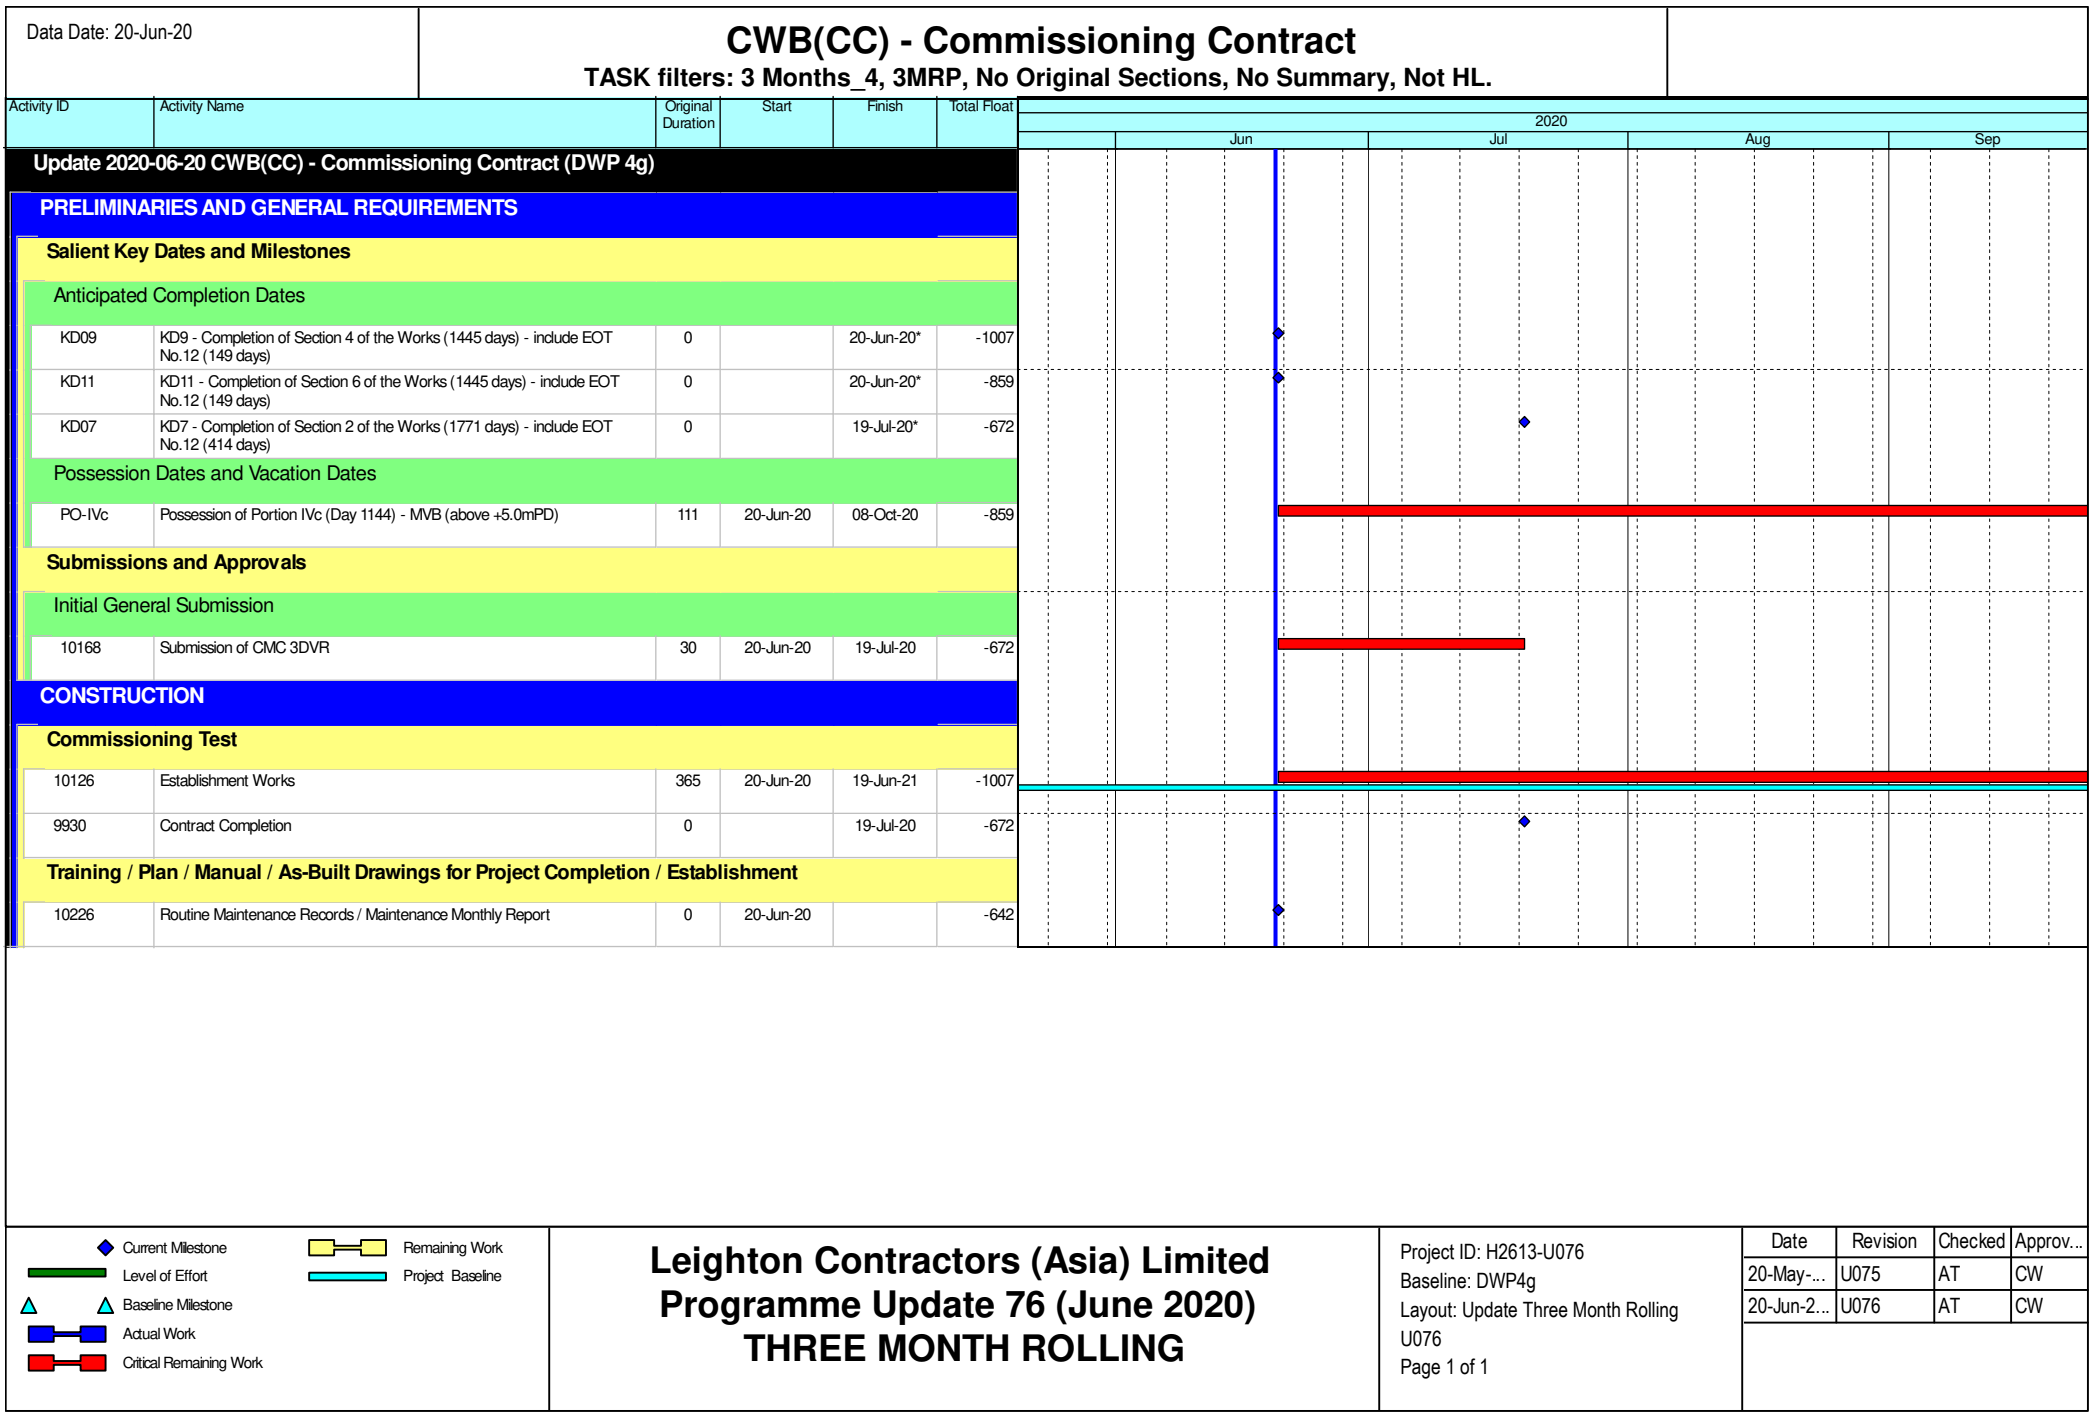 Data Date: 20-Jun-20
CWB(CC) - Commissioning Contract
TASK filters: 3 Months_4, 3MRP, No Original Sections, No Summary, Not HL.
Activity ID Activity Name Original Duration Start Finish Total Float
2020
Jun Jul Aug Sep
Update 2020-06-20 CWB(CC) - Commissioning Contract (DWP 4g)
PRELIMINARIES AND GENERAL REQUIREMENTS
Salient Key Dates and Milestones
Anticipated Completion Dates
KD09 KD9 - Completion of Section 4 of the Works (1445 days) - include EOT 0 20-Jun-20* -1007
No.12 (149 days)
KD11 KD11 - Completion of Section 6 of the Works (1445 days) - include EOT 0 20-Jun-20* -859
No.12 (149 days)
KD07 KD7 - Completion of Section 2 of the Works (1771 days) - include EOT 0 19-Jul-20* -672
No.12 (414 days)
Possession Dates and Vacation Dates
PO-IVc Possession of Portion IVc (Day 1144) - MVB (above +5.0mPD) 111 20-Jun-20 08-Oct-20 -859
Submissions and Approvals
Initial General Submission
10168 Submission of CMC 3DVR 30 20-Jun-20 19-Jul-20 -672
CONSTRUCTION
Commissioning Test
10126 Establishment Works 365 20-Jun-20 19-Jun-21 -1007
9930 Contract Completion 0 19-Jul-20 -672
Training / Plan / Manual / As-Built Drawings for Project Completion / Establishment
10226 Routine Maintenance Records / Maintenance Monthly Report 0 20-Jun-20 -642
Current Milestone
Level of Effort
Baseline Milestone
Actual Work
Critical Remaining Work
Remaining Work
Project Baseline
Leighton Contractors (Asia) Limited
Programme Update 76 (June 2020)
THREE MONTH ROLLING
Project ID: H2613-U076
Baseline: DWP4g
Layout: Update Three Month Rolling
U076
Page 1 of 1
Date Revision Checked Approv...
20-May-... U075 AT CW
20-Jun-2... U076 AT CW